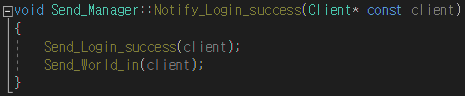 void Send_Manager::Notify_Login_success(Client* const client)
{
    Send_Login_success(client);
    Send_World_in(client);
}